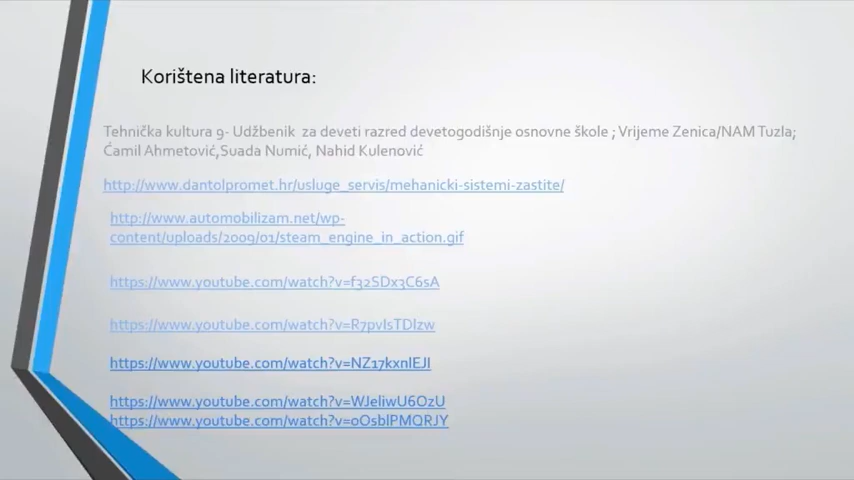 Korištena literatura:
Tehnička kultura 9- Udžbenik za deveti razred devetogodišnje osnovne škole ; Vrijeme Zenica/NAM Tuzla;
Ćamil Ahmetović,Suada Numić, Nahid Kulenović
http://www.dantolpromet.hr/usluge_servis/mehanicki-sistemi-zastite/
http://www.automobilizam.net/wp-
content/uploads/2009/01/steam_engine_in_action.gif
https://www.youtube.com/watch?v=f32SDx3C6sA
https://www.youtube.com/watch?v=R7pvlsTDlzw
https://www.youtube.com/watch?v=NZ17kxnlEJI
https://www.youtube.com/watch?v=WJeliwU6OzU
https://www.youtube.com/watch?v=0OsblPMQRJY